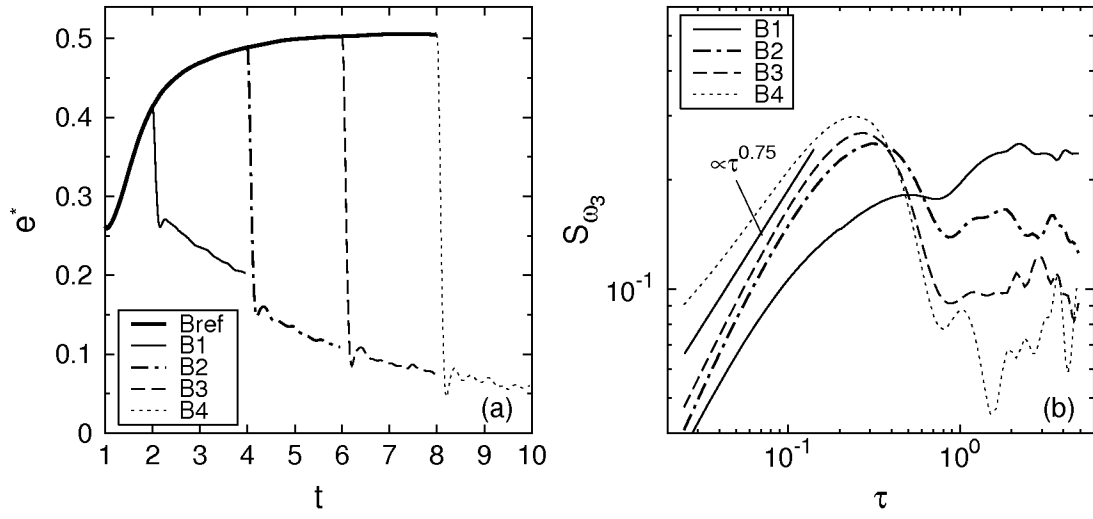 0.5
0.4
0.3
0.2
0.1
0
e*
Bref
B1
B2
B3
B4
(a)
1 2 3 4 5 6 7 8 9 10
t
B1
B2
B3
B4
∝τ^0.75
S_ω₃
10^-1
(b)
10^-1 10^0
τ